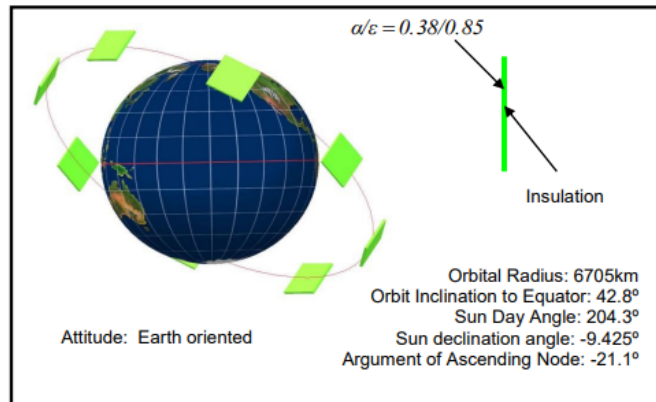 α/ε = 0.38/0.85
Insulation
Orbital Radius: 6705km
Orbit Inclination to Equator: 42.8º
Sun Day Angle: 204.3º
Attitude:  Earth oriented
Sun declination angle: -9.425º
Argument of Ascending Node: -21.1º